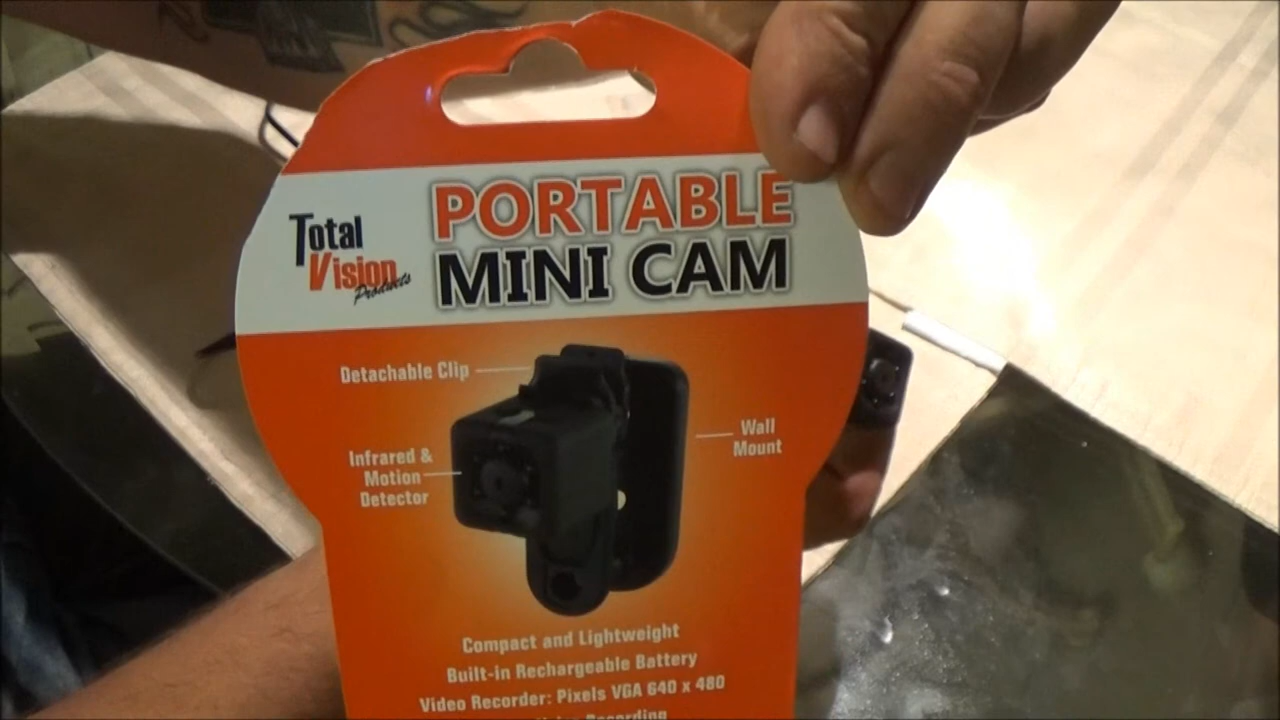 Total
Vision
Products
PORTABLE
MINI CAM
Detachable Clip
Infrared &
Motion
Detector
Wall
Mount
Compact and Lightweight
Built-in Rechargeable Battery
Video Recorder: Pixels VGA 640 x 480
Recording